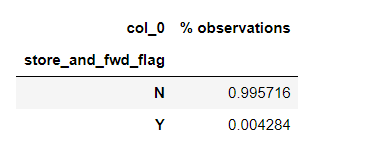 col_0 % observations
store_and_fwd_flag
N 0.995716
Y 0.004284